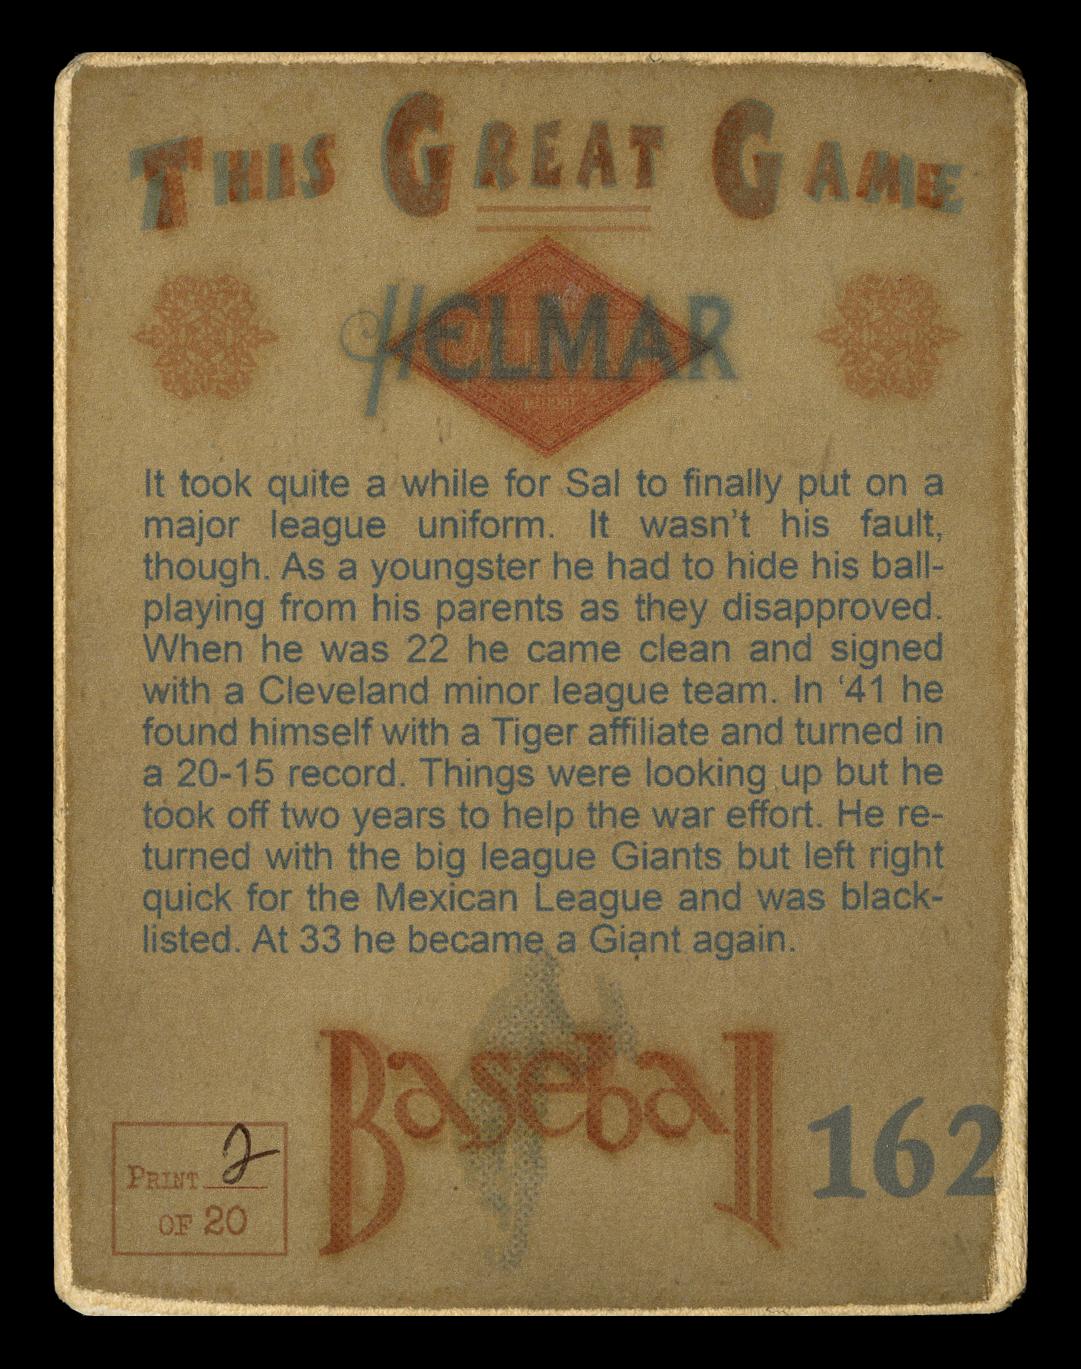 THIS GREAT GAME
HELMAR
It took quite a while for Sal to finally put on a
major league uniform. It wasn't his fault,
though. As a youngster he had to hide his ball-
playing from his parents as they disapproved.
When he was 22 he came clean and signed
with a Cleveland minor league team. In ‘41 he
found himself with a Tiger affiliate and turned in
a 20-15 record. Things were looking up but he
took off two years to help the war effort. He re-
turned with the big league Giants but left right
quick for the Mexican League and was black-
listed. At 33 he became a Giant again.
Baseball
162
PRINT 2
OF 20